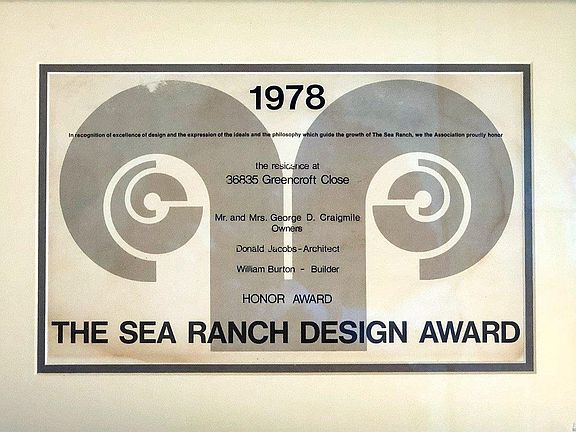 1978
In recognition of excellence of design and the expression of the ideals and the philosophy which guide the growth of The Sea Ranch, we the Association proudly honor
the residence at
36835 Greencroft Close
Mr. and Mrs. George D. Craigmile
Owners
Donald Jacobs-Architect
William Burton - Builder
HONOR AWARD
THE SEA RANCH DESIGN AWARD